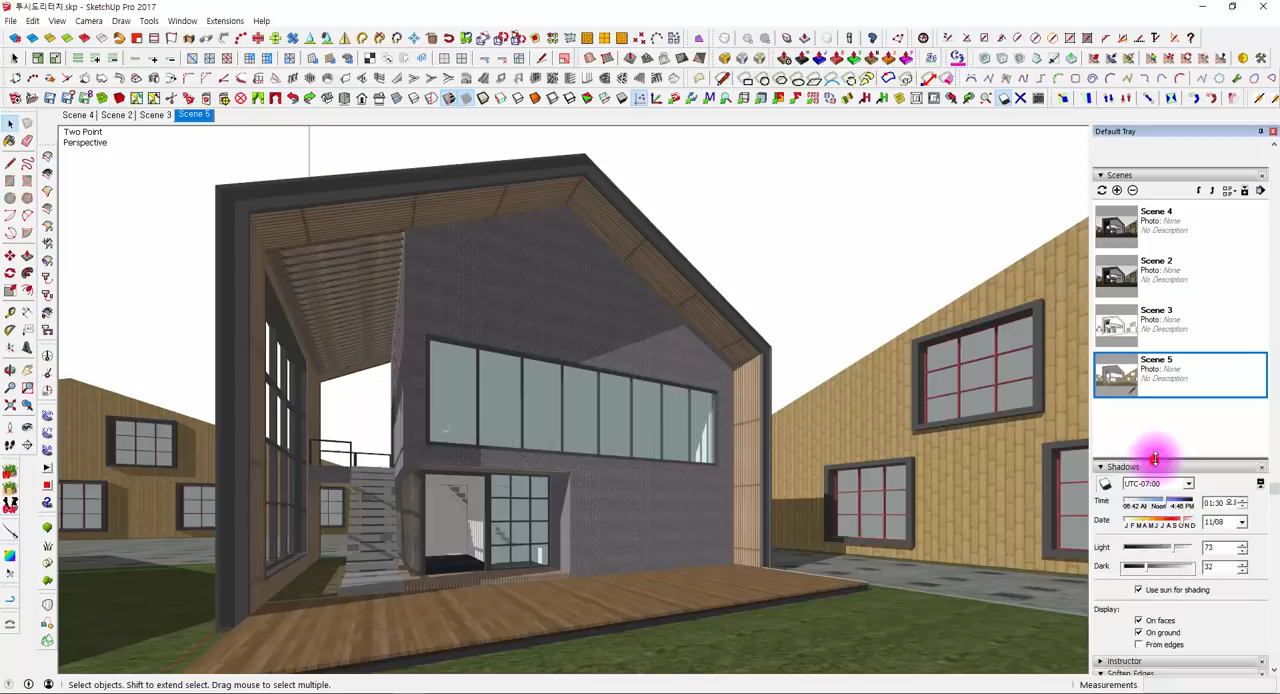 투시도리터치.skp - SketchUp Pro 2017
File Edit View Camera Draw Tools Window Extensions Help
Scene 4 Scene 2 Scene 3 Scene 5
Two Point
Perspective
Default Tray
Scenes
Scene 4
Photo: None
No Description
Scene 2
Photo: None
No Description
Scene 3
Photo: None
No Description
Scene 5
Photo: None
No Description
Shadows
UTC-07:00
Time
06:42 AM Noon 4:46 PM
01:30 오후
Date
J F M A M J J A S O N D
11/08
Light 73
Dark 32
Use sun for shading
Display:
On faces
On ground
From edges
Instructor
Soften Edges
Select objects. Shift to extend select. Drag mouse to select multiple.
Measurements